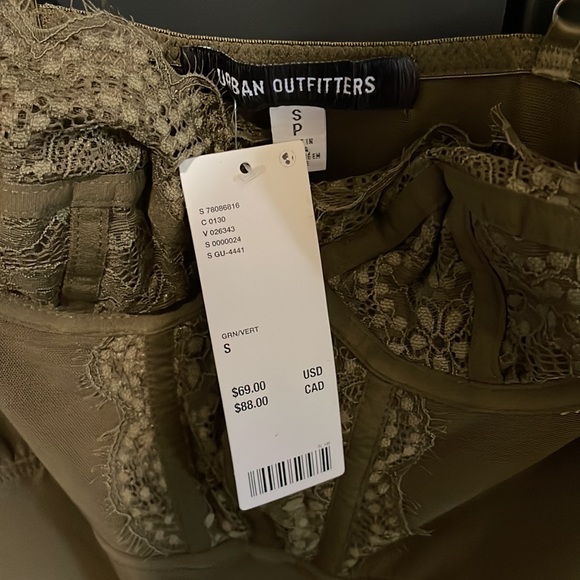 URBAN OUTFITTERS
S
P
S 78086816
C 0130
V 026343
S 0000024
S GU-4441
GRN/VERT
S
$69.00 USD
$88.00 CAD